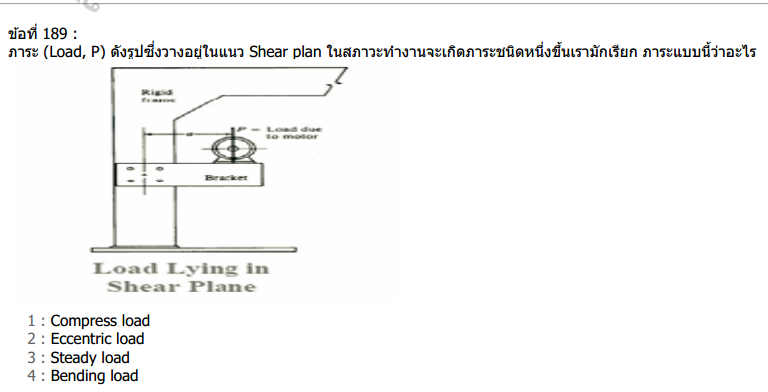 ข้อที่ 189 :
ภาระ (Load, P) ดังรูปซึ่งวางอยู่ในแนว Shear plan ในสภาวะทำงานจะเกิดภาระชนิดหนึ่งขึ้นเรามักเรียก ภาระแบบนี้ว่าอะไร
Rigid
frame
a
P = Load due
to motor
Bracket
Load Lying in
Shear Plane
1 : Compress load
2 : Eccentric load
3 : Steady load
4 : Bending load